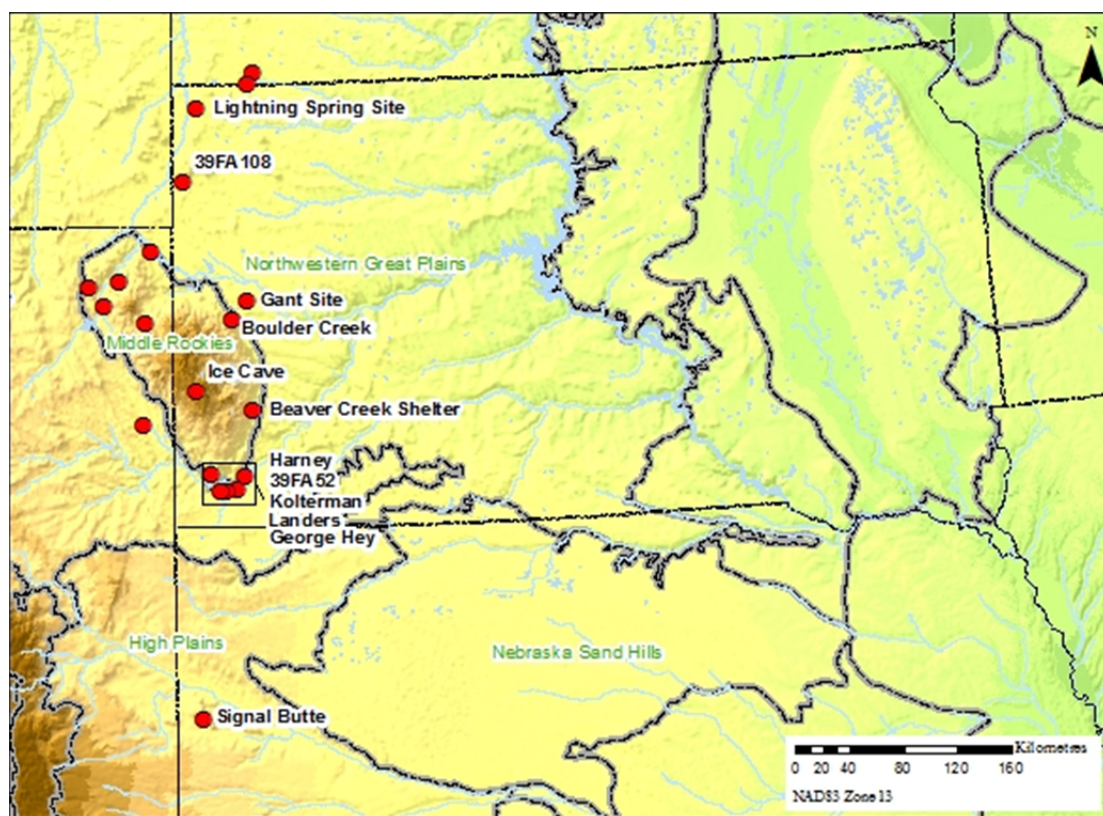 N
Lightning Spring Site
39FA108
Northwestern Great Plains
Gant Site
Boulder Creek
Middle Rockies
Ice Cave
Beaver Creek Shelter
Harney
39FA52
Kolterman
Landers
George Hey
High Plains
Nebraska Sand Hills
Signal Butte
Kilometres
0 20 40 80 120 160
NAD83 Zone 13